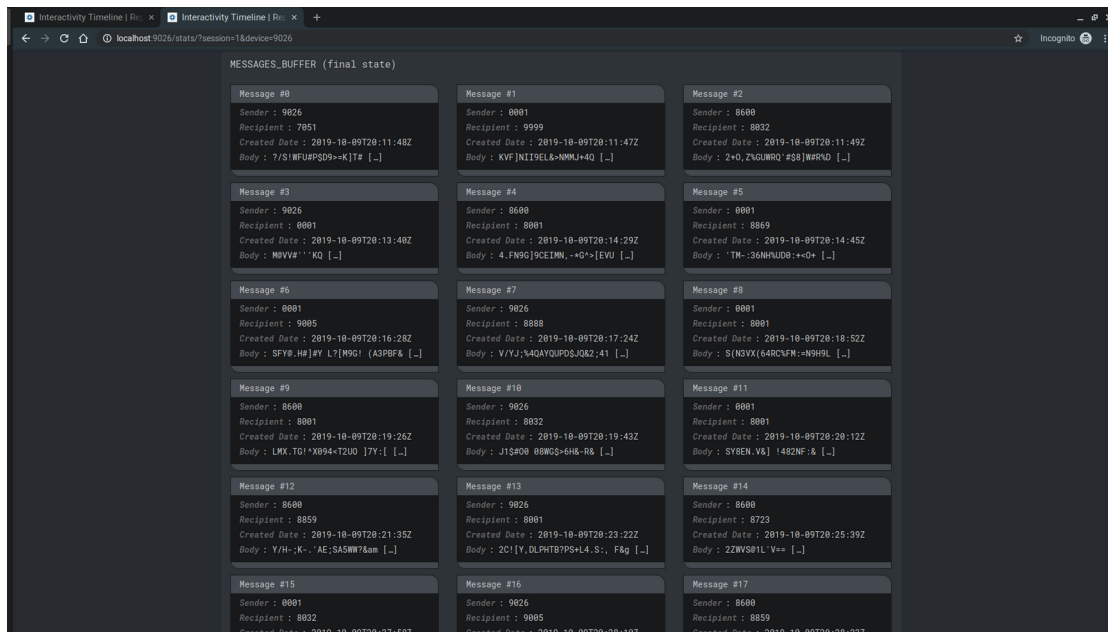 Interactivity Timeline | Re
Interactivity Timeline | Re
localhost:9026/stats/?session=1&device=9026
Incognito
MESSAGES_BUFFER (final state)
Message #0
Sender : 9026
Recipient : 7051
Created Date : 2019-10-09T20:11:48Z
Body : ?/S!WFU#P$D9>=K]T# […]
Message #1
Sender : 0001
Recipient : 9999
Created Date : 2019-10-09T20:11:47Z
Body : KVF]NII9EL&>NMMJ+4Q […]
Message #2
Sender : 8600
Recipient : 8032
Created Date : 2019-10-09T20:11:49Z
Body : 2+O,Z%GUWRQ'#$8]W#R%D […]
Message #3
Sender : 9026
Recipient : 0001
Created Date : 2019-10-09T20:13:40Z
Body : M@VV#'''KQ […]
Message #4
Sender : 8600
Recipient : 8001
Created Date : 2019-10-09T20:14:29Z
Body : 4.FN9G]9CEIMN,-*G^>[EVU […]
Message #5
Sender : 0001
Recipient : 8869
Created Date : 2019-10-09T20:14:45Z
Body : 'TM-:36NH%UD0:+<O+ […]
Message #6
Sender : 0001
Recipient : 9005
Created Date : 2019-10-09T20:16:28Z
Body : SFY@.H#]#Y L?[M9G! (A3PBF& […]
Message #7
Sender : 9026
Recipient : 8888
Created Date : 2019-10-09T20:17:24Z
Body : V/YJ;%4QAYQUPD$JQ&2;41 […]
Message #8
Sender : 0001
Recipient : 8001
Created Date : 2019-10-09T20:18:52Z
Body : S(N3VX(64RC%FM:=N9H9L […]
Message #9
Sender : 8600
Recipient : 8001
Created Date : 2019-10-09T20:19:26Z
Body : LMX.TG!^X094<T2UO ]7Y:[ […]
Message #10
Sender : 9026
Recipient : 8032
Created Date : 2019-10-09T20:19:43Z
Body : J1$#O0 08WG$>6H&-R& […]
Message #11
Sender : 0001
Recipient : 8001
Created Date : 2019-10-09T20:20:12Z
Body : SY8EN.V&] !482NF:& […]
Message #12
Sender : 8600
Recipient : 8859
Created Date : 2019-10-09T20:21:35Z
Body : Y/H-;K-.'AE;SA5WW?&am […]
Message #13
Sender : 9026
Recipient : 8001
Created Date : 2019-10-09T20:23:22Z
Body : 2C![Y,DLPHTB?PS+L4.S:, F&g […]
Message #14
Sender : 8600
Recipient : 8723
Created Date : 2019-10-09T20:25:39Z
Body : 2ZWVS@1L'V== […]
Message #15
Sender : 0001
Recipient : 8032
Message #16
Sender : 9026
Recipient : 9005
Message #17
Sender : 8600
Recipient : 8859